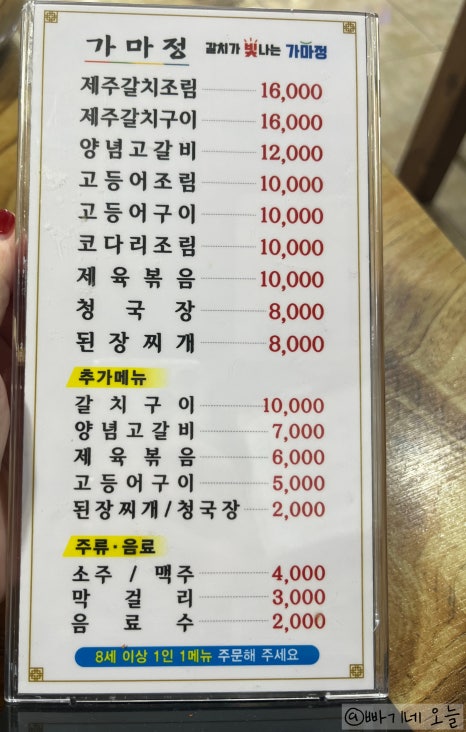 가마정 갈치가 빛나는 가마정
제주갈치조림 16,000
제주갈치구이 16,000
양념고갈비 12,000
고등어조림 10,000
고등어구이 10,000
코다리조림 10,000
제육볶음 10,000
청국장 8,000
된장찌개 8,000
추가메뉴
갈치구이 10,000
양념고갈비 7,000
제육볶음 6,000
고등어구이 5,000
된장찌개/청국장 2,000
주류·음료
소주 / 맥주 4,000
막걸리 3,000
음료수 2,000
8세 이상 1인 1메뉴 주문해 주세요
@빠기네 오늘